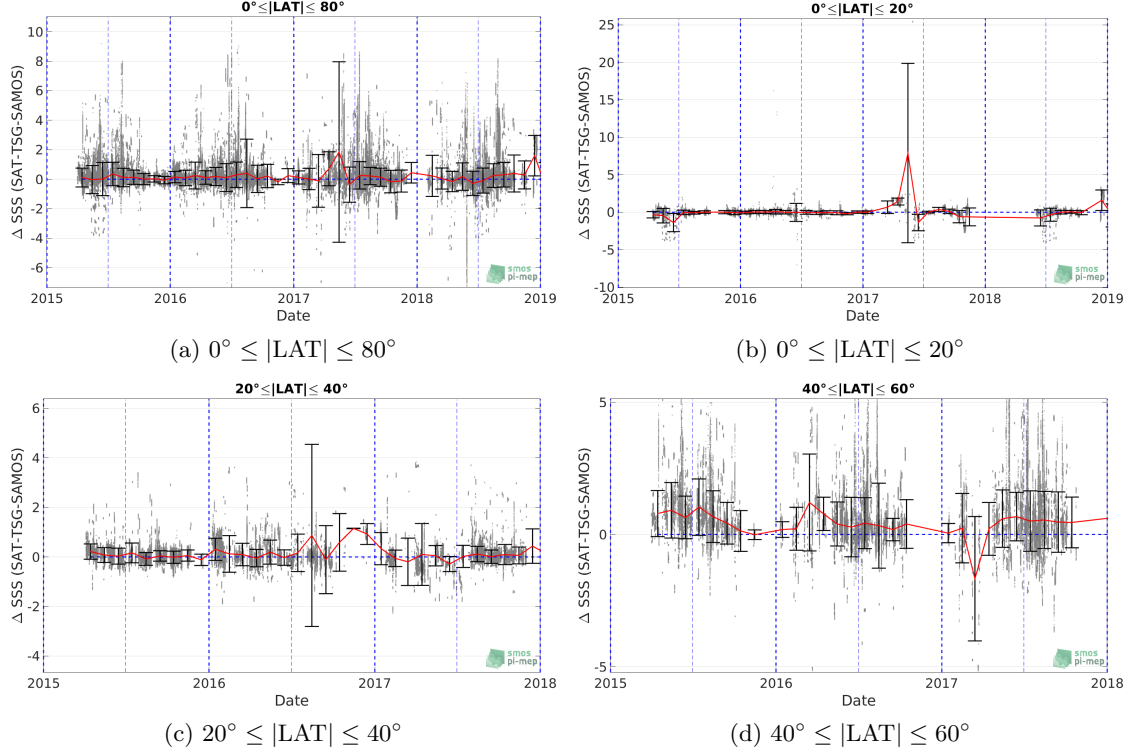 0°≤|LAT|≤ 80°
Δ SSS (SAT-TSG-SAMOS)
10
8
6
4
2
0
-2
-4
-6
2015
2016
2017
2018
2019
Date
smos
pi-mep
(a) 0° ≤ |LAT| ≤ 80°
0°≤|LAT|≤ 20°
Δ SSS (SAT-TSG-SAMOS)
25
20
15
10
5
0
-5
-10
2015
2016
2017
2018
2019
Date
smos
pi-mep
(b) 0° ≤ |LAT| ≤ 20°
20°≤|LAT|≤ 40°
Δ SSS (SAT-TSG-SAMOS)
6
4
2
0
-2
-4
2015
2016
2017
2018
Date
smos
pi-mep
(c) 20° ≤ |LAT| ≤ 40°
40°≤|LAT|≤ 60°
Δ SSS (SAT-TSG-SAMOS)
5
0
-5
2015
2016
2017
2018
Date
smos
pi-mep
(d) 40° ≤ |LAT| ≤ 60°